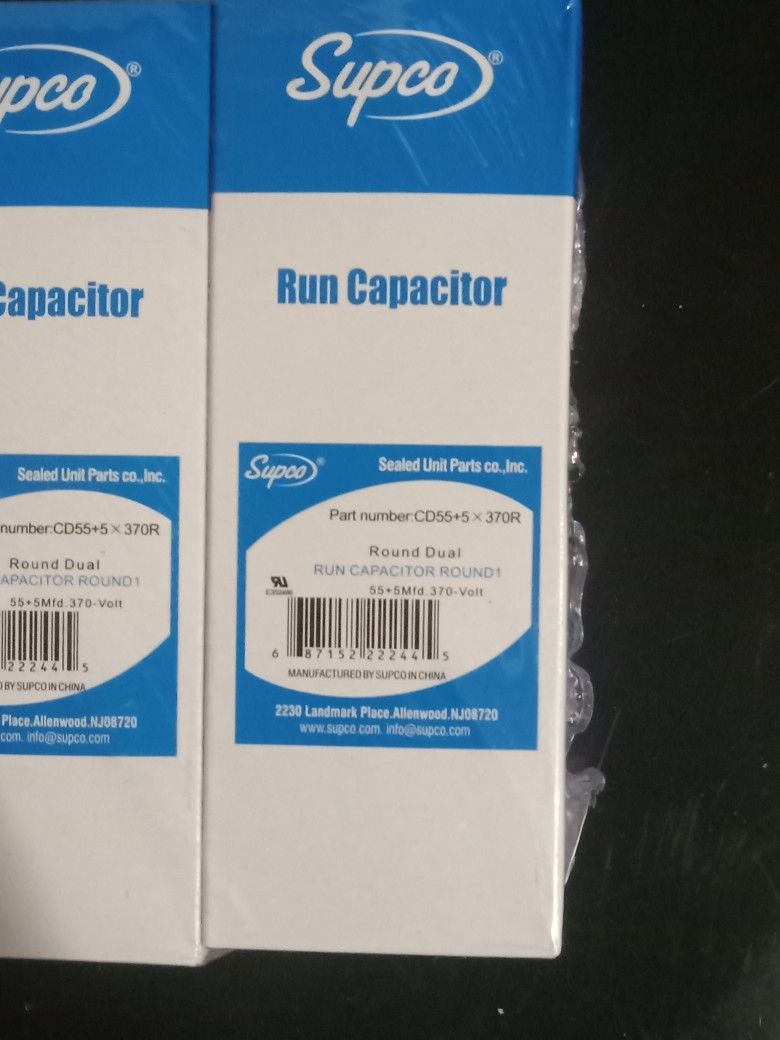 upco®
Capacitor
Sealed Unit Parts co.,Inc.
number:CD55+5×370R
Round Dual
APACITOR ROUND1
55+5Mfd.370-Volt
22244 5
BY SUPCO IN CHINA
Place.Allenwood.NJ08720
com. info@supco.com
Supco®
Run Capacitor
Supco®
Sealed Unit Parts co.,Inc.
Part number:CD55+5×370R
Round Dual
RUN CAPACITOR ROUND1
55+5Mfd.370-Volt
6 87152 22244 5
MANUFACTURED BY SUPCO IN CHINA
2230 Landmark Place.Allenwood.NJ08720
www.supco.com. info@supco.com